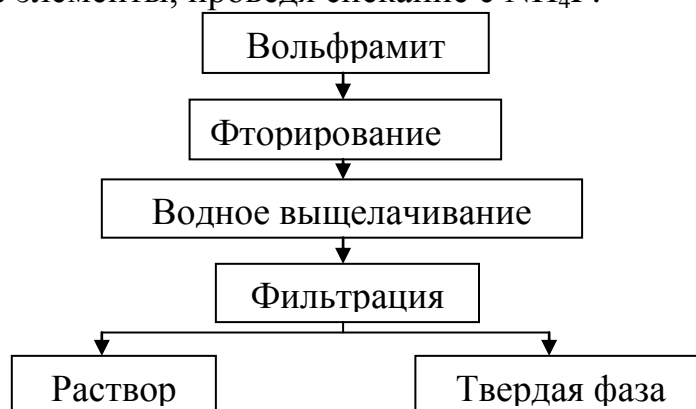 элементы, проведя спекание с NH₄F.
Вольфрамит
Фторирование
Водное выщелачивание
Фильтрация
Раствор
Твердая фаза